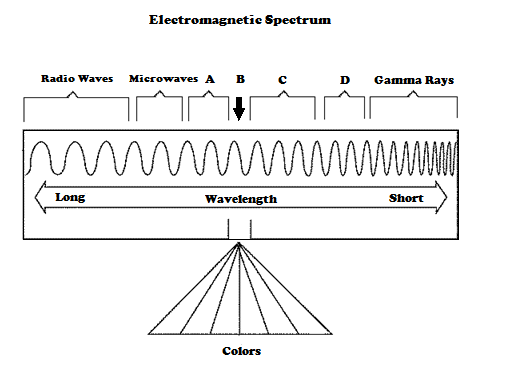 Electromagnetic Spectrum
Radio Waves Microwaves A B C D Gamma Rays
Long Wavelength Short
Colors